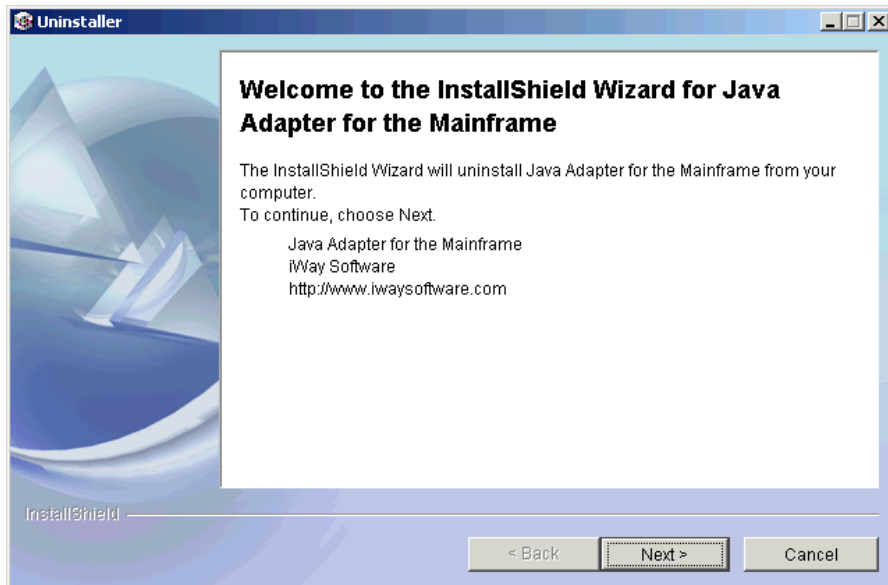 Uninstaller
Welcome to the InstallShield Wizard for Java
Adapter for the Mainframe
The InstallShield Wizard will uninstall Java Adapter for the Mainframe from your
computer.
To continue, choose Next.
Java Adapter for the Mainframe
iWay Software
http://www.iwaysoftware.com
InstallShield
< Back
Next >
Cancel